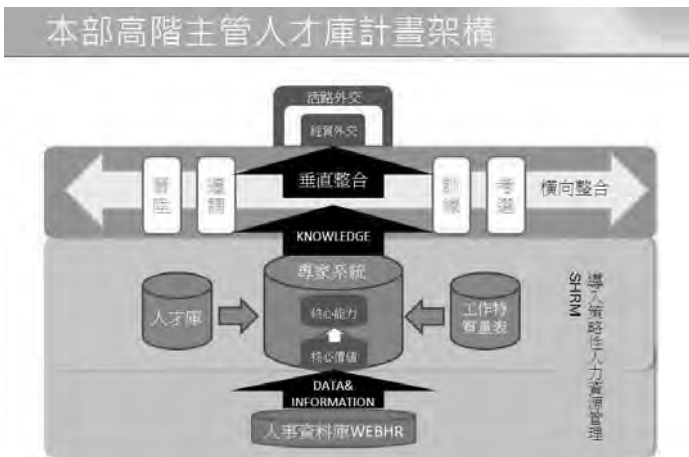 本部高階主管人才庫計畫架構
活路外交
經貿外交
晉陞
遷調
垂直整合
訓練
考選
橫向整合
KNOWLEDGE
專家系統
人才庫
核心能力
工作特
質量表
核心價值
導入策略性人力資源管理
SHRM
DATA&
INFORMATION
人事資料庫WEBHR